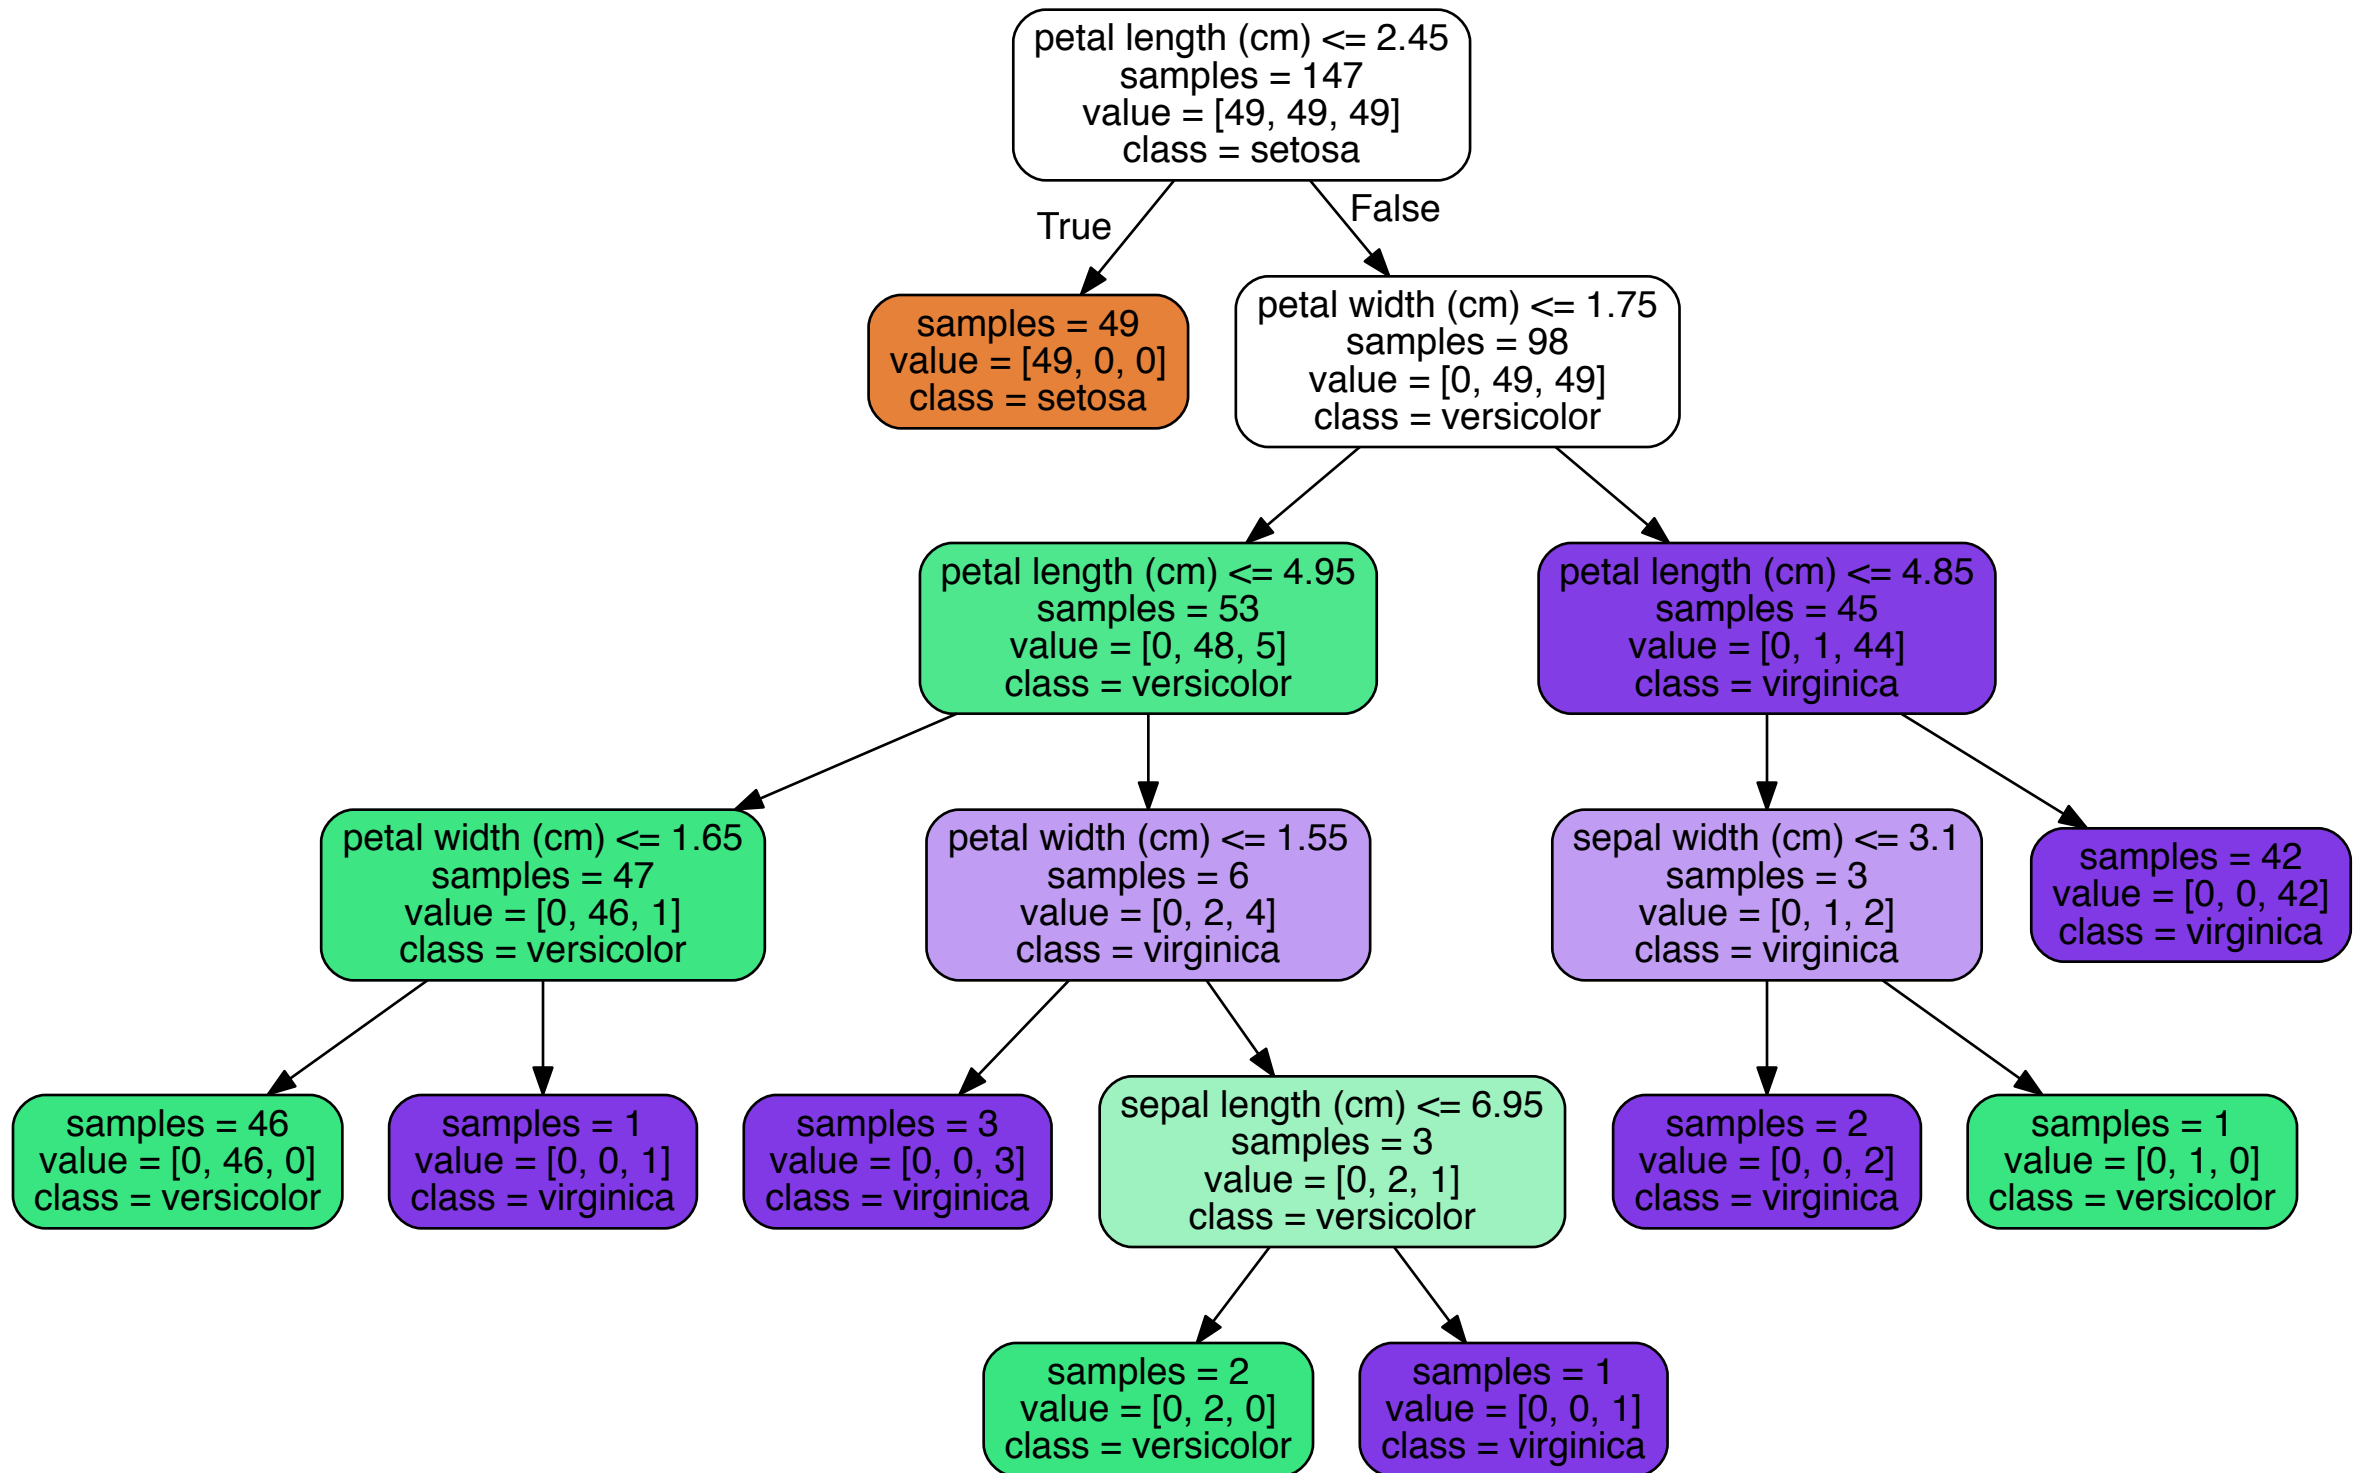 petal length (cm) <= 2.45
samples = 147
value = [49, 49, 49]
class = setosa
True
False
samples = 49
value = [49, 0, 0]
class = setosa
petal width (cm) <= 1.75
samples = 98
value = [0, 49, 49]
class = versicolor
petal length (cm) <= 4.95
samples = 53
value = [0, 48, 5]
class = versicolor
petal length (cm) <= 4.85
samples = 45
value = [0, 1, 44]
class = virginica
petal width (cm) <= 1.65
samples = 47
value = [0, 46, 1]
class = versicolor
petal width (cm) <= 1.55
samples = 6
value = [0, 2, 4]
class = virginica
sepal width (cm) <= 3.1
samples = 3
value = [0, 1, 2]
class = virginica
samples = 42
value = [0, 0, 42]
class = virginica
samples = 46
value = [0, 46, 0]
class = versicolor
samples = 1
value = [0, 0, 1]
class = virginica
samples = 3
value = [0, 0, 3]
class = virginica
sepal length (cm) <= 6.95
samples = 3
value = [0, 2, 1]
class = versicolor
samples = 2
value = [0, 0, 2]
class = virginica
samples = 1
value = [0, 1, 0]
class = versicolor
samples = 2
value = [0, 2, 0]
class = versicolor
samples = 1
value = [0, 0, 1]
class = virginica